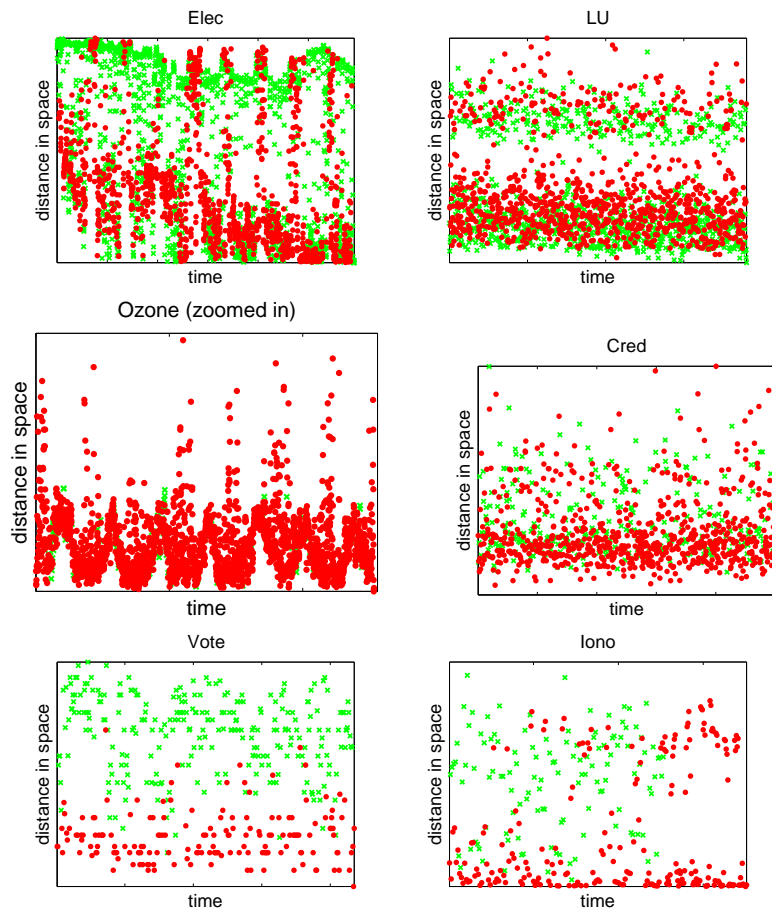 Elec
distance in space
time
LU
distance in space
time
Ozone (zoomed in)
distance in space
time
Cred
distance in space
time
Vote
distance in space
time
Iono
distance in space
time